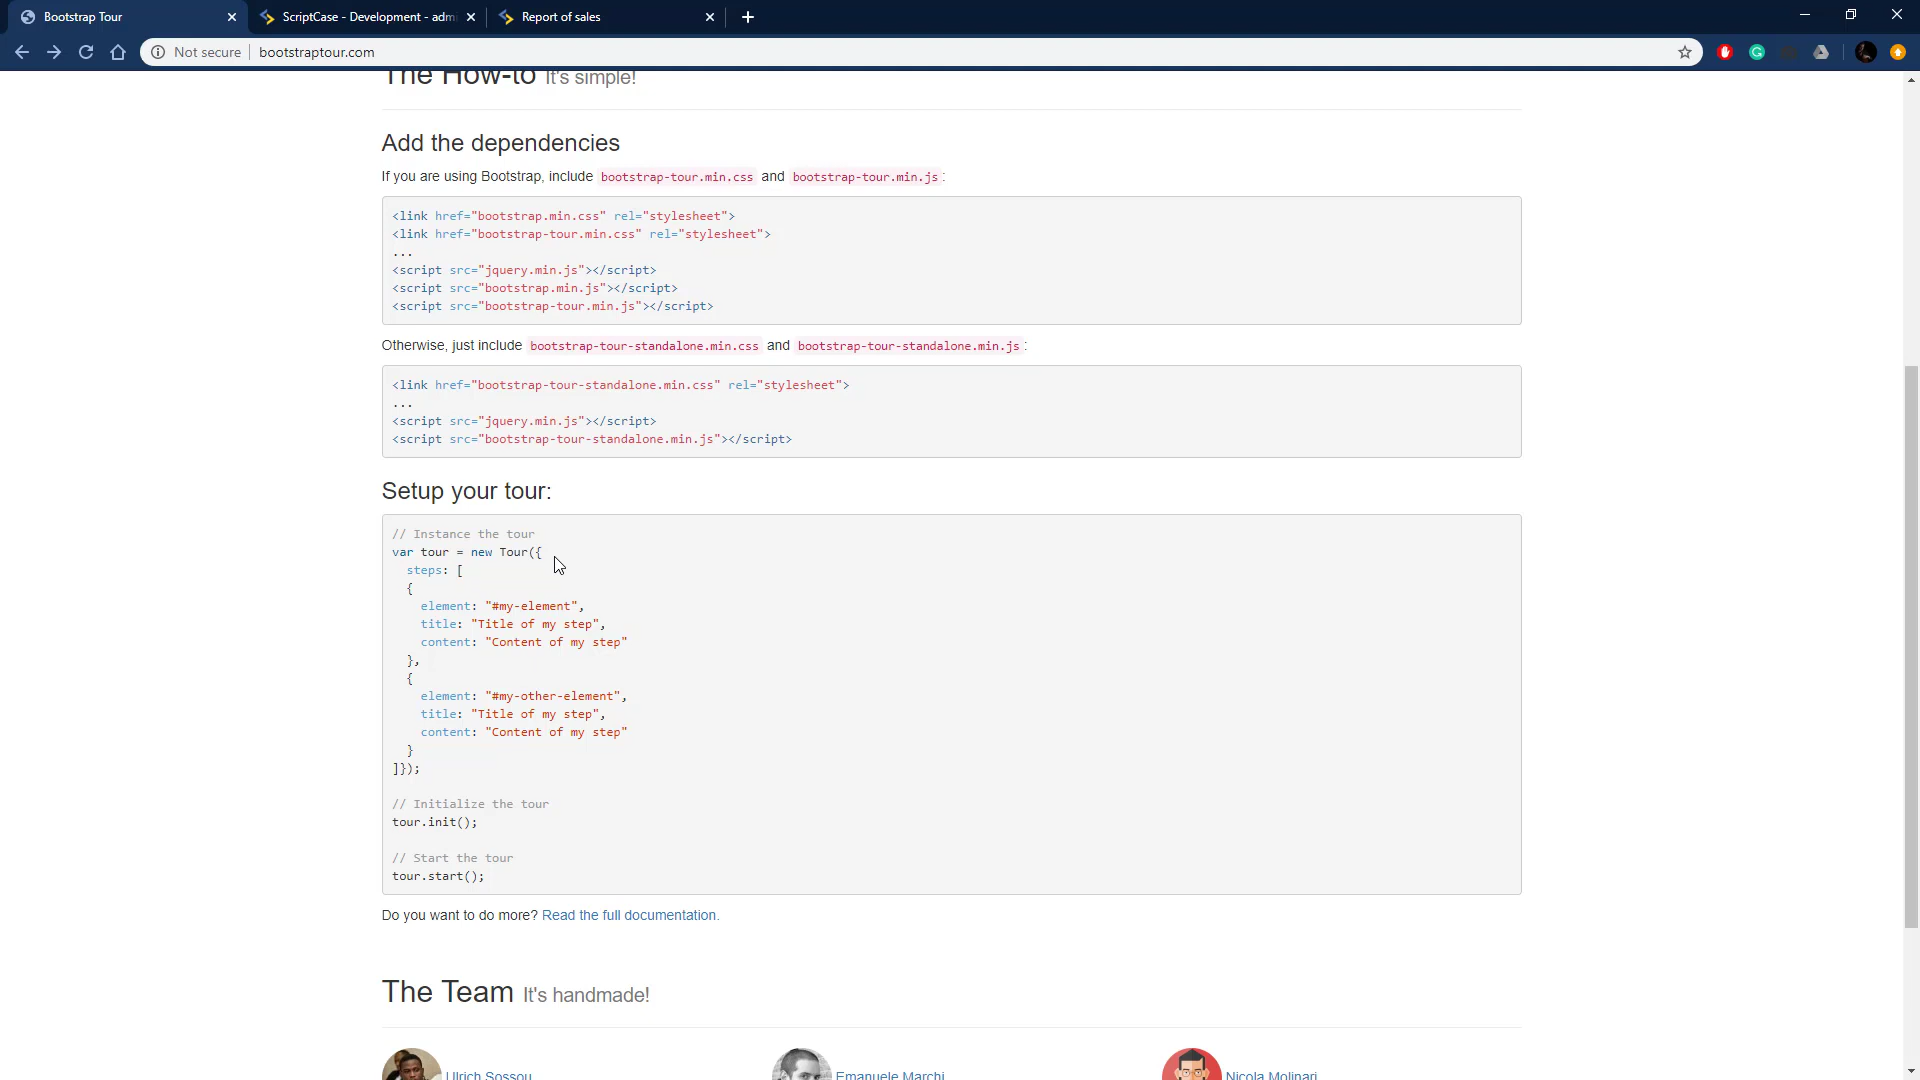 Bootstrap Tour
ScriptCase - Development - adm
Report of sales
Not secure
bootstraptour.com
The How-to It's simple!
Add the dependencies
If you are using Bootstrap, include bootstrap-tour.min.css and bootstrap-tour.min.js:
<link href="bootstrap.min.css" rel="stylesheet">
<link href="bootstrap-tour.min.css" rel="stylesheet">
...
<script src="jquery.min.js"></script>
<script src="bootstrap.min.js"></script>
<script src="bootstrap-tour.min.js"></script>
Otherwise, just include bootstrap-tour-standalone.min.css and bootstrap-tour-standalone.min.js:
<link href="bootstrap-tour-standalone.min.css" rel="stylesheet">
...
<script src="jquery.min.js"></script>
<script src="bootstrap-tour-standalone.min.js"></script>
Setup your tour:
// Instance the tour
var tour = new Tour({
steps: [
{
element: "#my-element",
title: "Title of my step",
content: "Content of my step"
},
{
element: "#my-other-element",
title: "Title of my step",
content: "Content of my step"
}
]});
// Initialize the tour
tour.init();
// Start the tour
tour.start();
Do you want to do more? Read the full documentation.
The Team It's handmade!
Ulrich Sossou
Emanuele Marchi
Nicola Molinari